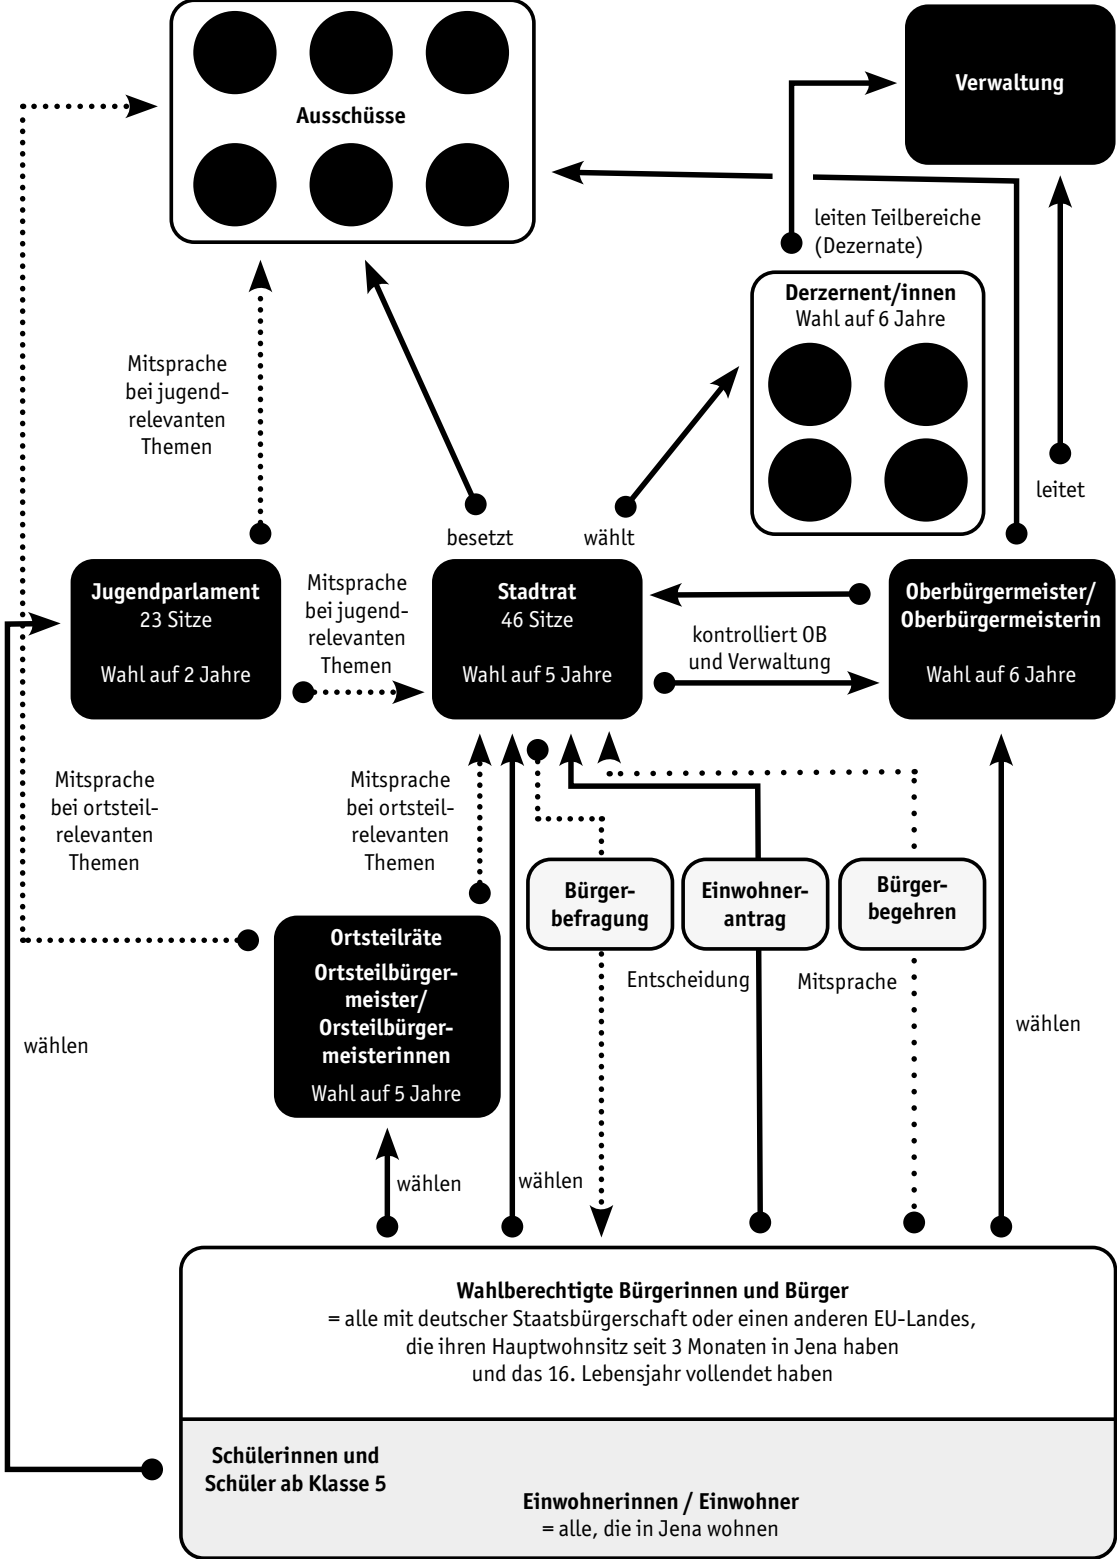 Ausschüsse
Verwaltung
leiten Teilbereiche
(Dezernate)
Derzernent/innen
Wahl auf 6 Jahre
Mitsprache
bei jugend-
relevanten
Themen
leitet
besetzt
wählt
Jugendparlament
23 Sitze
Wahl auf 2 Jahre
Mitsprache
bei jugend-
relevanten
Themen
Stadtrat
46 Sitze
Wahl auf 5 Jahre
kontrolliert OB
und Verwaltung
Oberbürgermeister/
Oberbürgermeisterin
Wahl auf 6 Jahre
Mitsprache
bei ortsteil-
relevanten
Themen
Mitsprache
bei ortsteil-
relevanten
Themen
Bürger-
befragung
Einwohner-
antrag
Bürger-
begehren
Ortsteilräte
Ortsteilbürger-
meister/
Orsteilbürger-
meisterinnen
Wahl auf 5 Jahre
Entscheidung
Mitsprache
wählen
wählen
wählen
wählen
Wahlberechtigte Bürgerinnen und Bürger
= alle mit deutscher Staatsbürgerschaft oder einen anderen EU-Landes,
die ihren Hauptwohnsitz seit 3 Monaten in Jena haben
und das 16. Lebensjahr vollendet haben
Schülerinnen und
Schüler ab Klasse 5
Einwohnerinnen / Einwohner
= alle, die in Jena wohnen